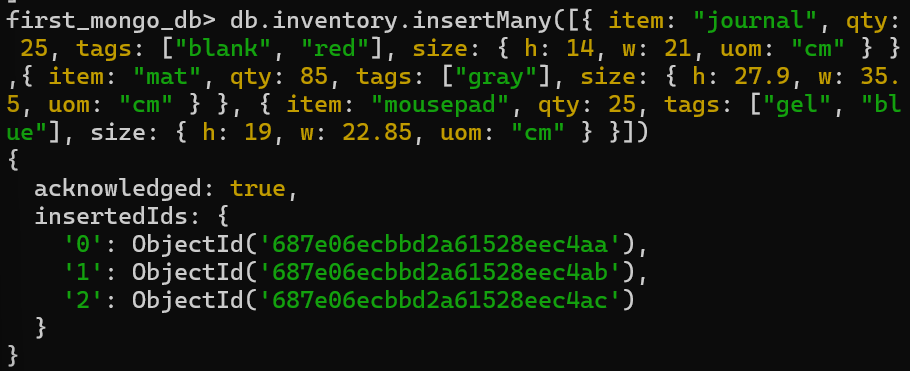 first_mongo_db> db.inventory.insertMany([{ item: "journal", qty:
 25, tags: ["blank", "red"], size: { h: 14, w: 21, uom: "cm" } }
,{ item: "mat", qty: 85, tags: ["gray"], size: { h: 27.9, w: 35.
5, uom: "cm" } }, { item: "mousepad", qty: 25, tags: ["gel", "bl
ue"], size: { h: 19, w: 22.85, uom: "cm" } }])
{
  acknowledged: true,
  insertedIds: {
    '0': ObjectId('687e06ecbbd2a61528eec4aa'),
    '1': ObjectId('687e06ecbbd2a61528eec4ab'),
    '2': ObjectId('687e06ecbbd2a61528eec4ac')
  }
}